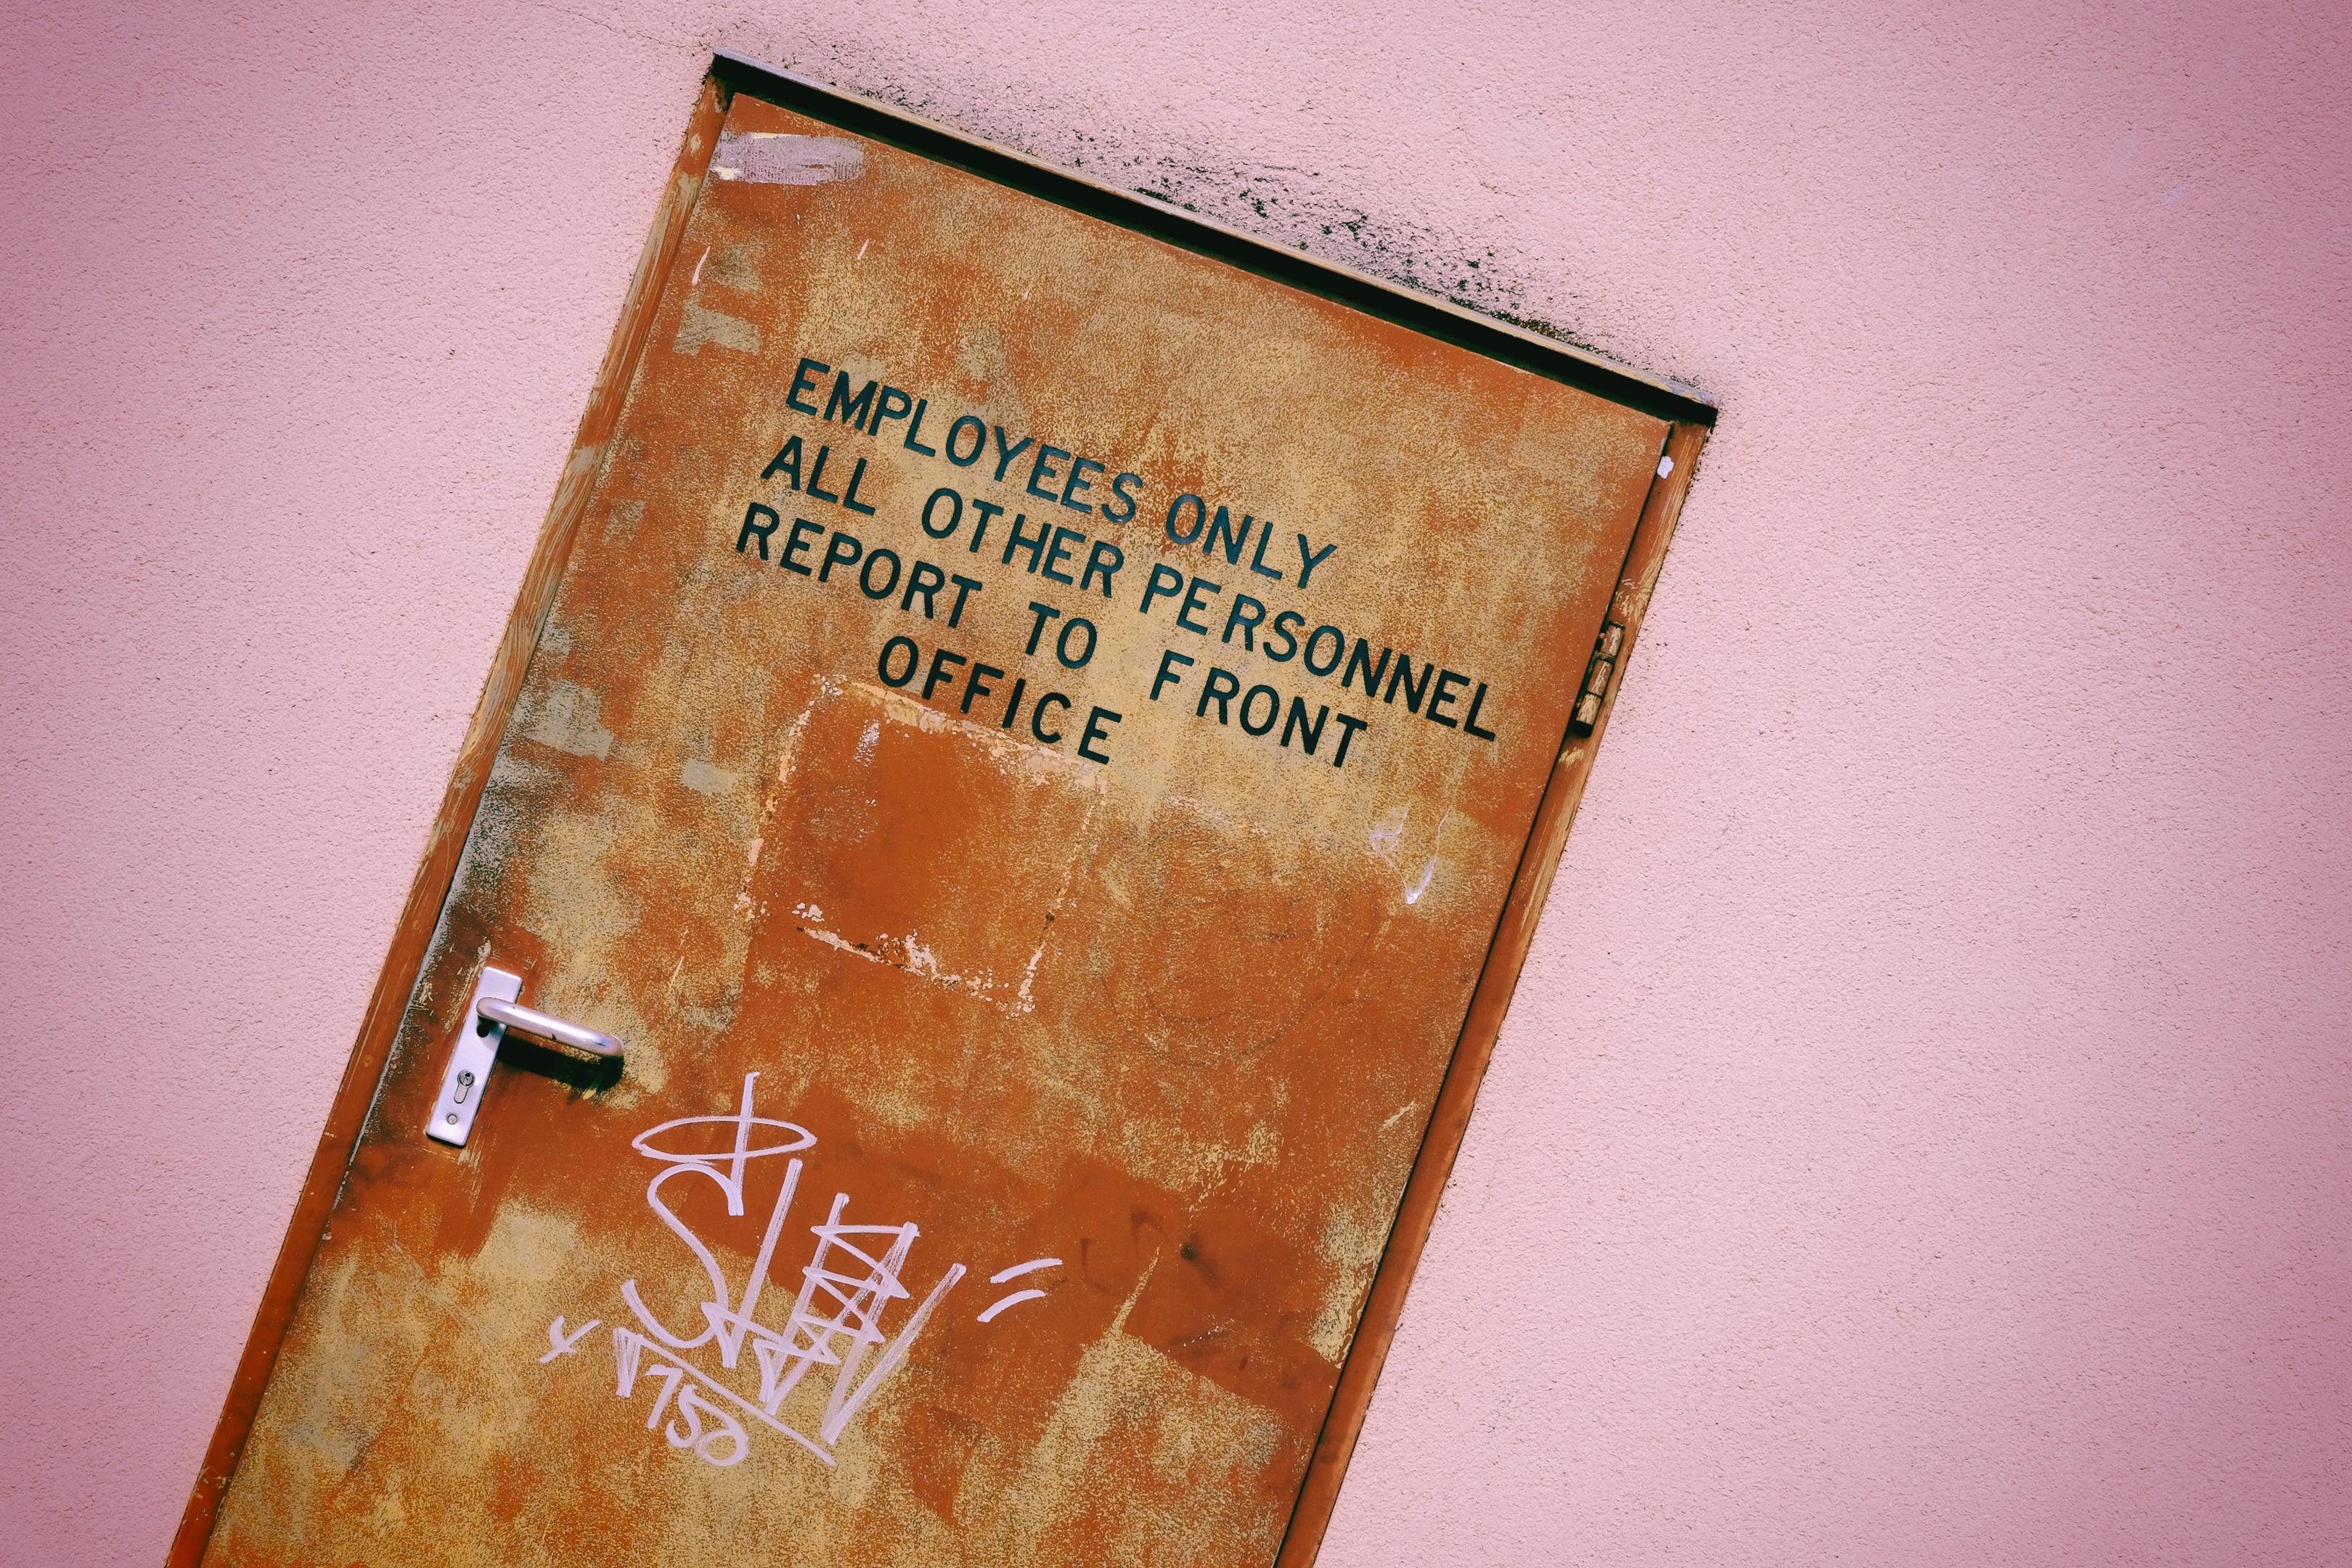 EMPLOYEES ONLY
ALL OTHER PERSONNEL
REPORT TO FRONT
OFFICE